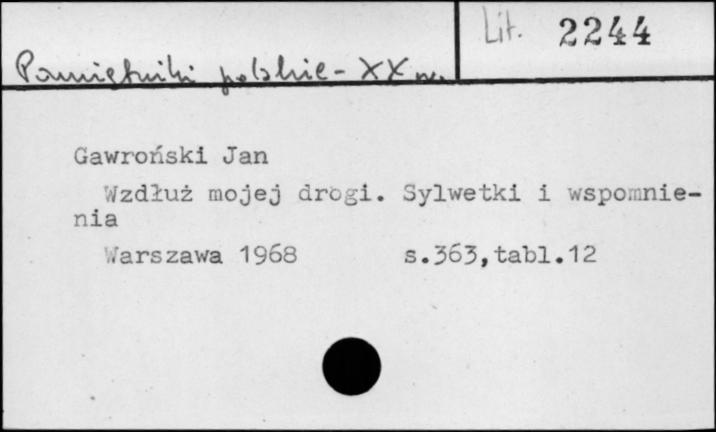 Lit. 2244
Pamiętniki polskie - XX w.
Gawroński Jan
Wzdłuż mojej drogi. Sylwetki i wspomnie-
nia
Warszawa 1968 s.363,tabl.12